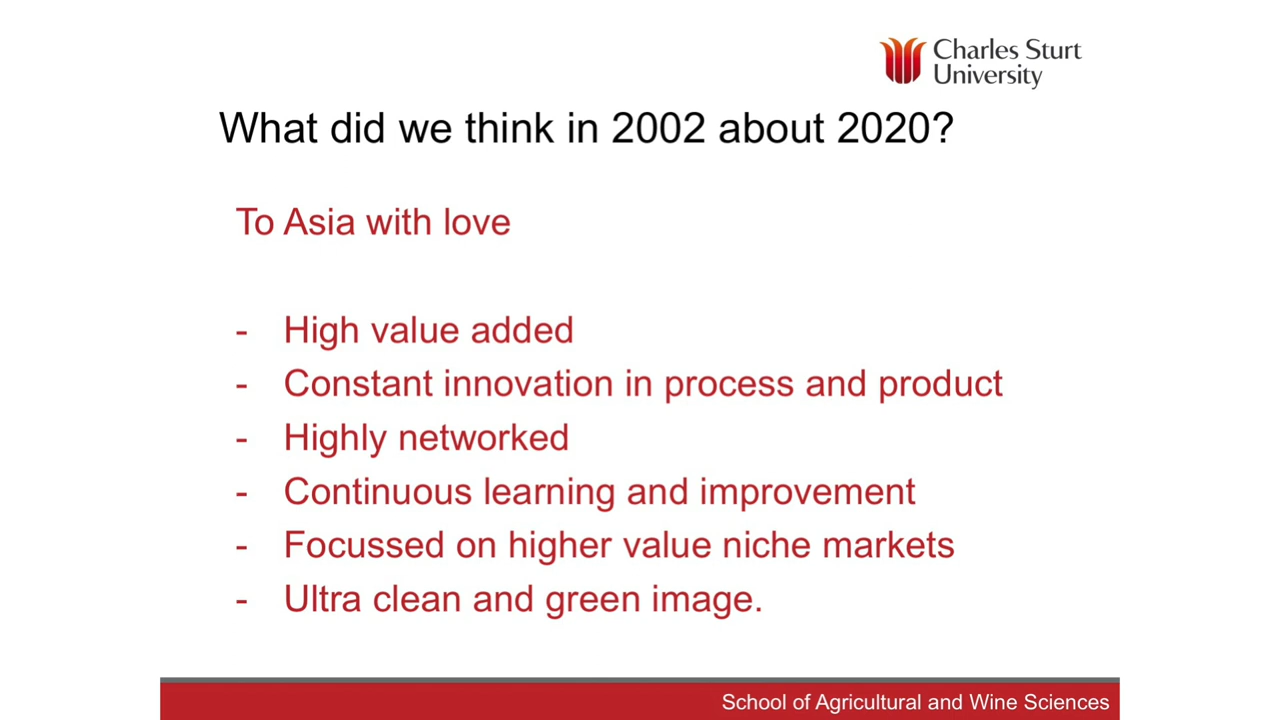 Charles Sturt
University
What did we think in 2002 about 2020?
To Asia with love
- High value added
- Constant innovation in process and product
- Highly networked
- Continuous learning and improvement
- Focussed on higher value niche markets
- Ultra clean and green image.
School of Agricultural and Wine Sciences